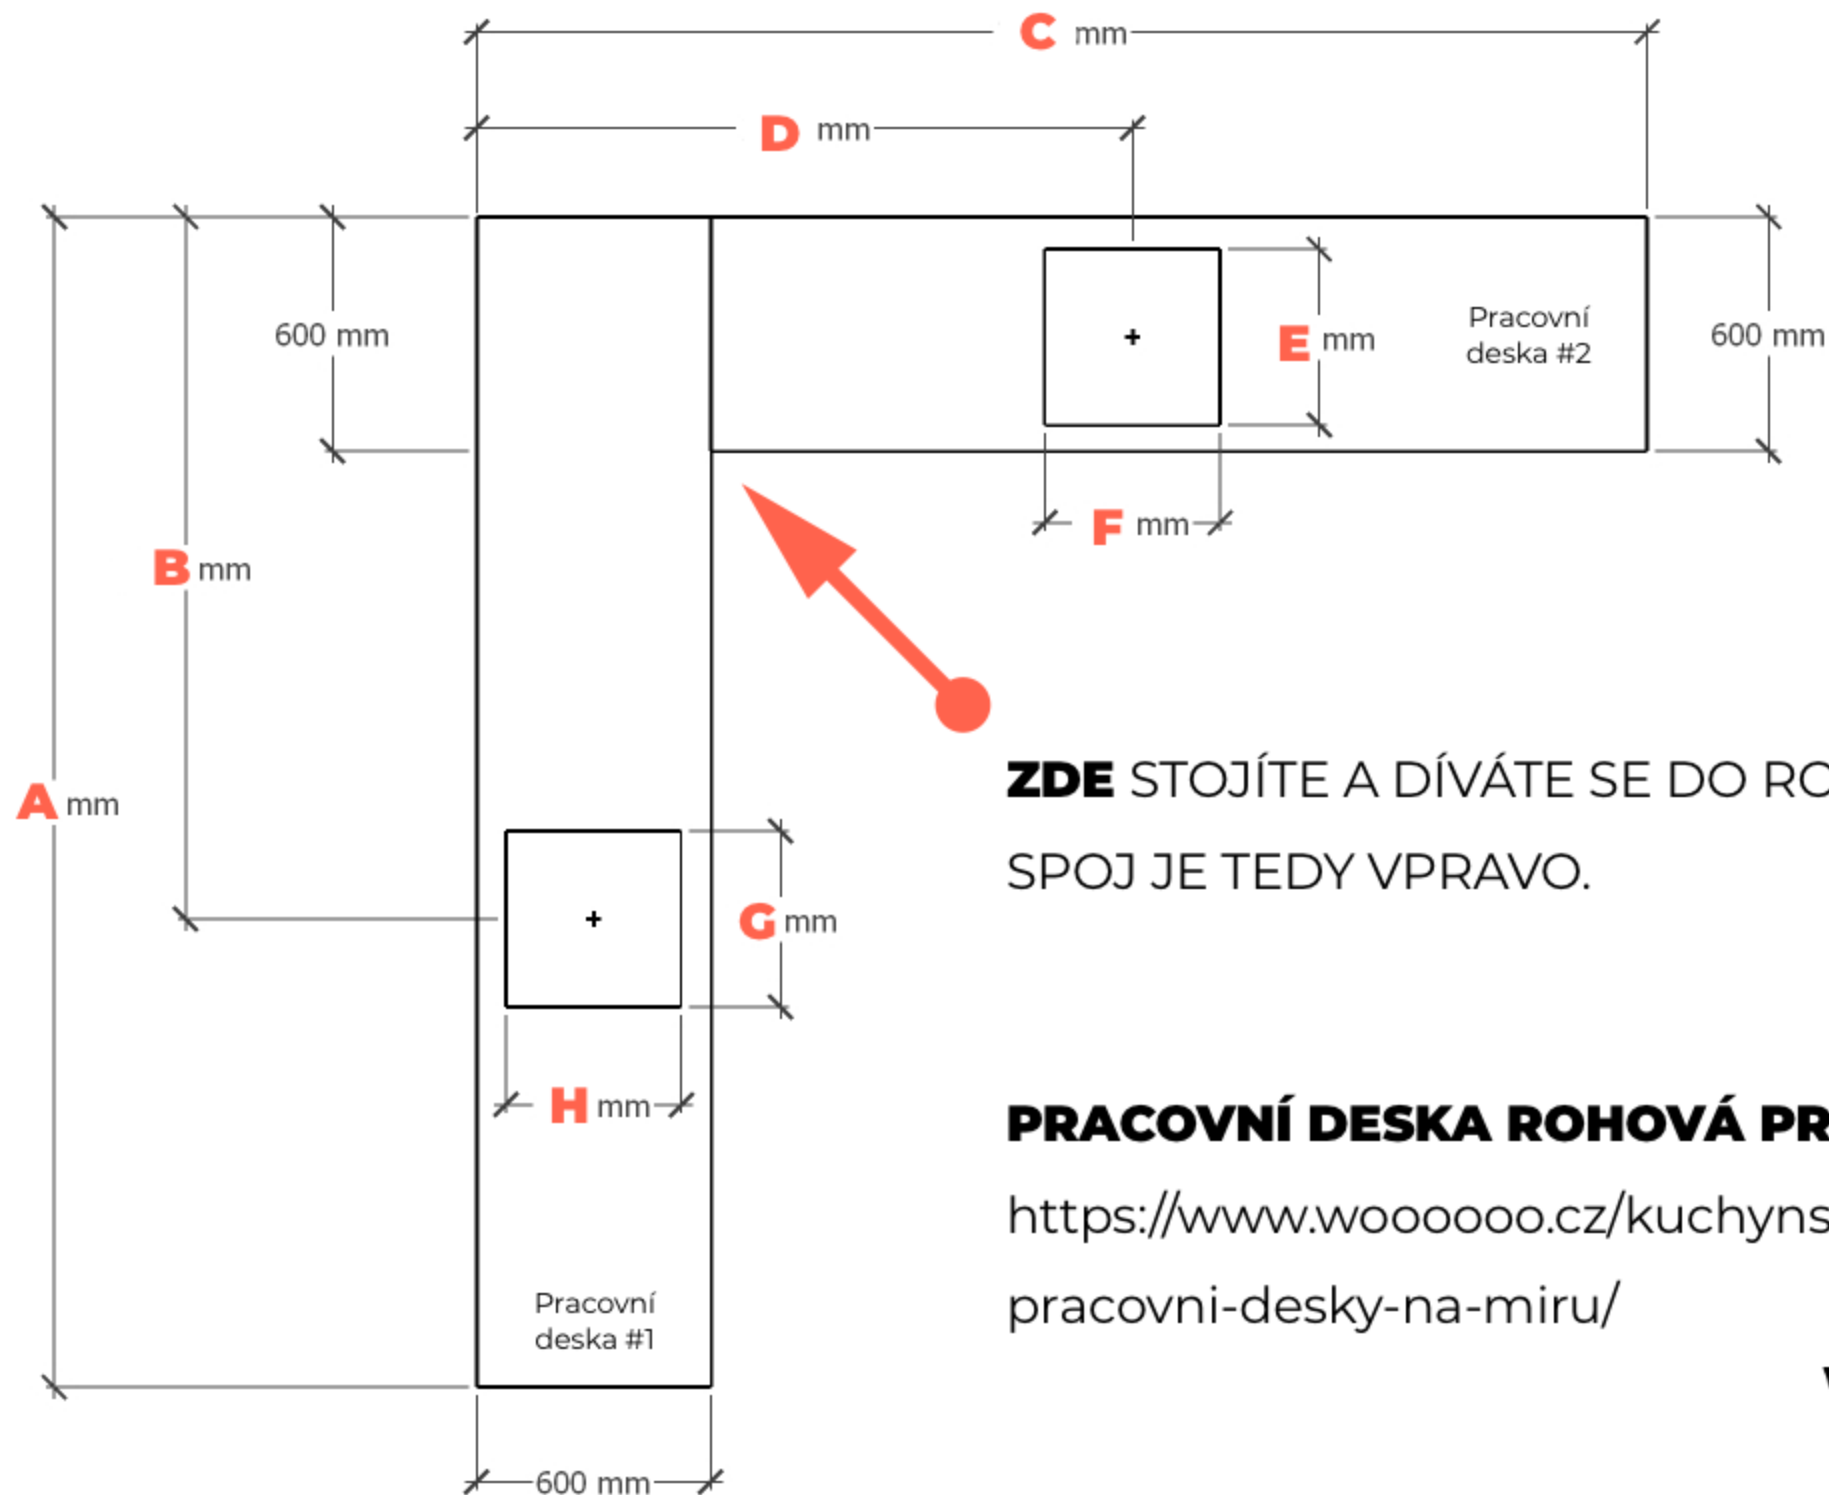 C mm
D mm
600 mm
E mm
Pracovní
deska #2
600 mm
F mm
B mm
ZDE STOJÍTE A DÍVÁTE SE DO
A mm
SPOJ JE TEDY VPRAVO.
G mm
H mm
PRACOVNÍ DESKA ROHOVÁ
https://www.woooooo.cz/kuchyns
pracovni-desky-na-miru/
Pracovní
deska #1
600 mm